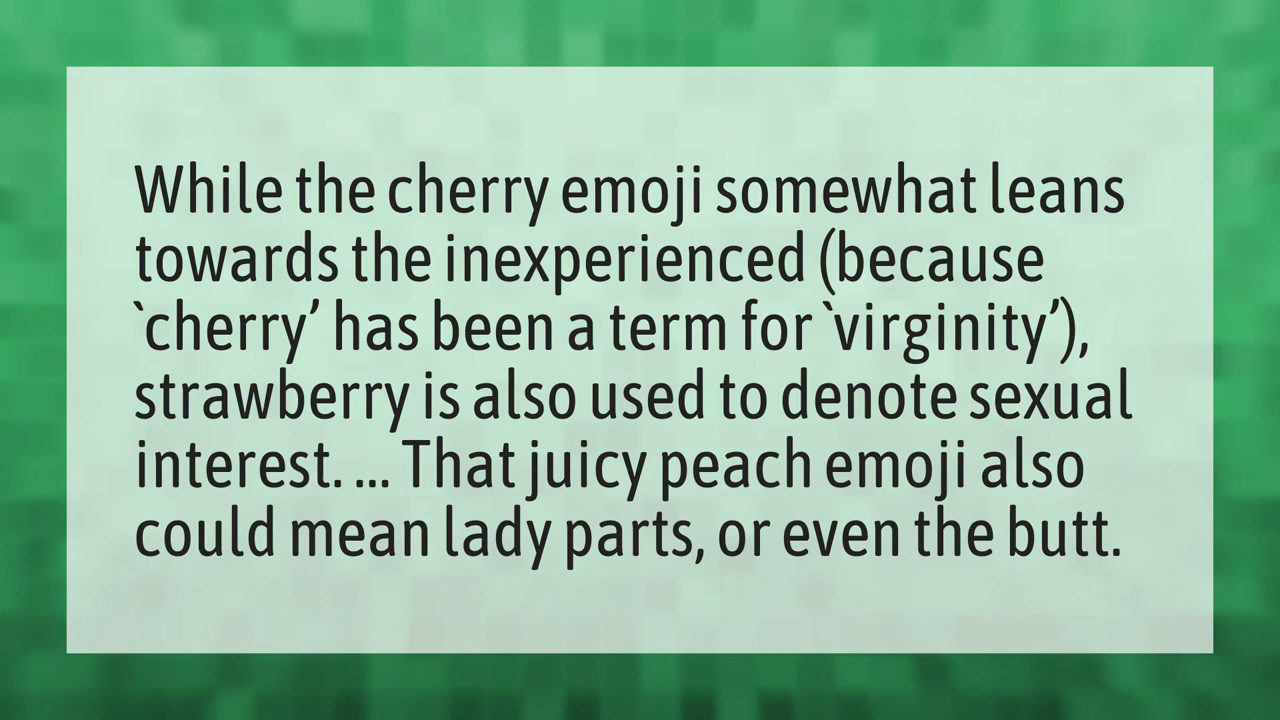 While the cherry emoji somewhat leans
towards the inexperienced (because
`cherry’ has been a term for `virginity’),
strawberry is also used to denote sexual
interest. ... That juicy peach emoji also
could mean lady parts, or even the butt.